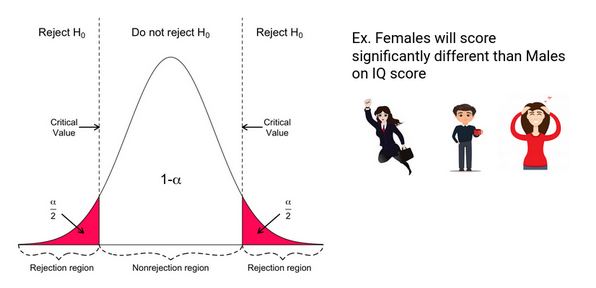 Reject H₀
Do not reject H₀
Reject H₀
Ex. Females will score
significantly different than Males
on IQ score
Critical
Value
Critical
Value
1-α
α
2
α
2
Rejection region
Nonrejection region
Rejection region